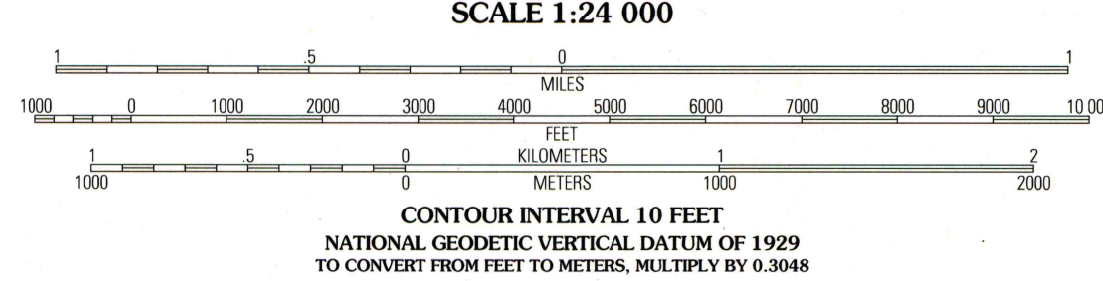 SCALE 1:24 000
1 .5 0 1
MILES
1000 0 1000 2000 3000 4000 5000 6000 7000 8000 9000 10 00
FEET
1 .5 0 KILOMETERS 1 2
1000 0 METERS 1000 2000
CONTOUR INTERVAL 10 FEET
NATIONAL GEODETIC VERTICAL DATUM OF 1929
TO CONVERT FROM FEET TO METERS, MULTIPLY BY 0.3048